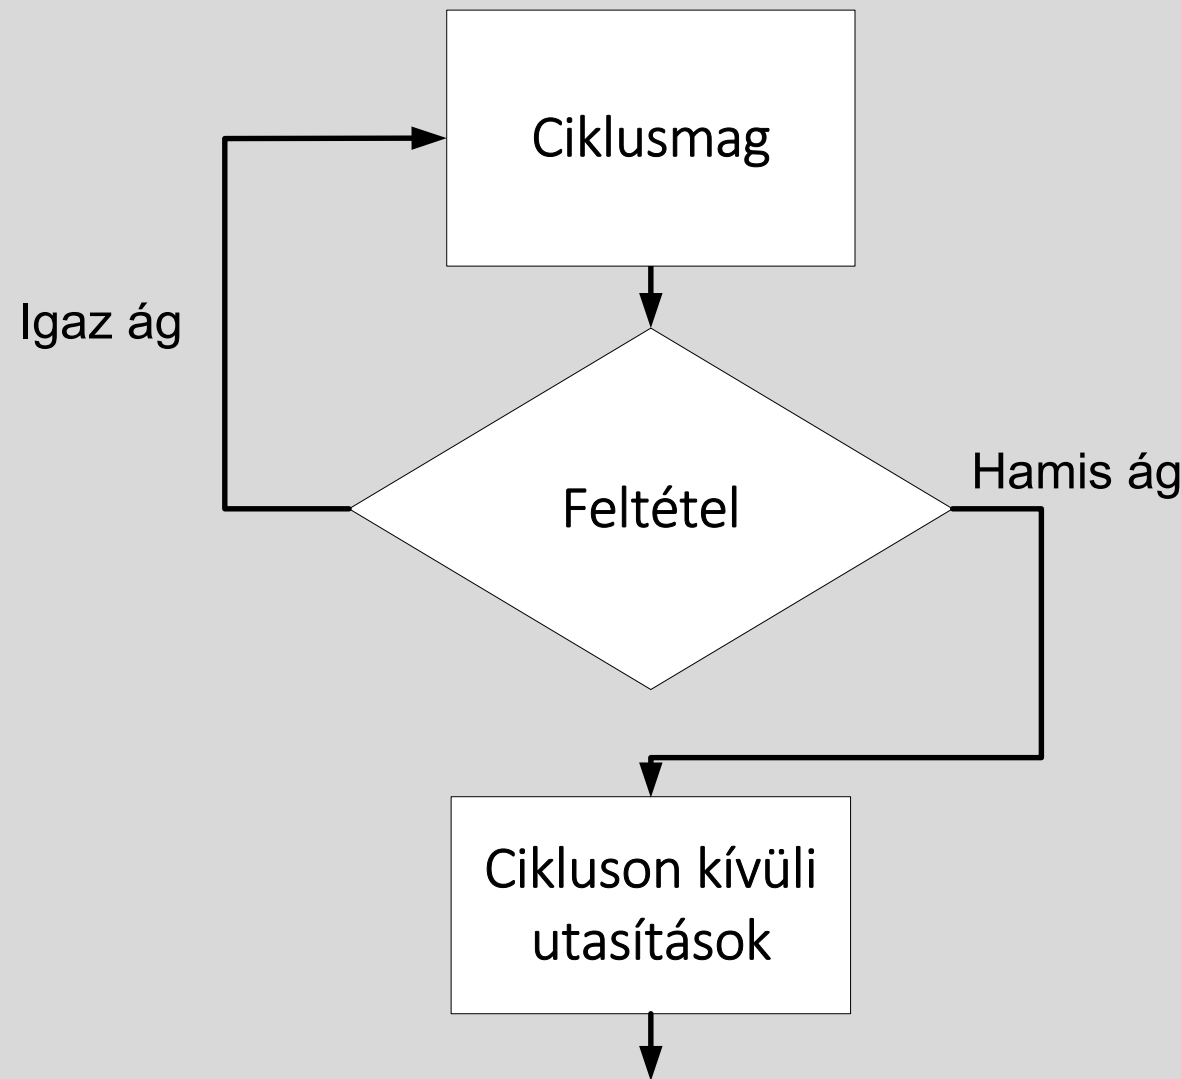 Ciklusmag
Igaz ág
Hamis ág
Feltétel
Cikluson kívüli
utasítások